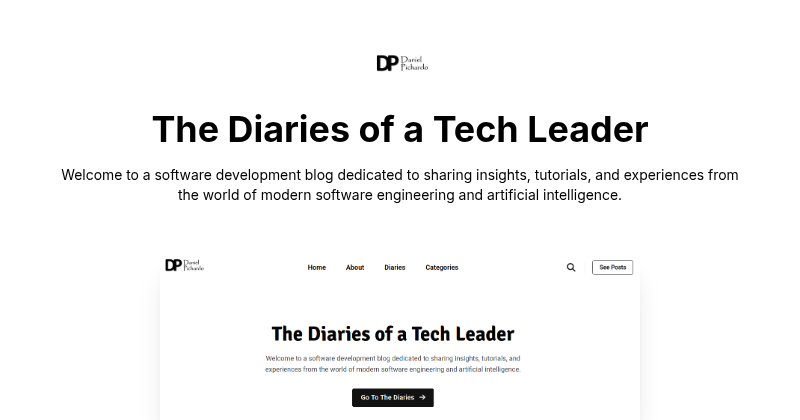 DP Daniel
Pichardo
The Diaries of a Tech Leader
Welcome to a software development blog dedicated to sharing insights, tutorials, and experiences from
the world of modern software engineering and artificial intelligence.
DP Daniel
Pichardo
Home About Diaries Categories See Posts
The Diaries of a Tech Leader
Welcome to a software development blog dedicated to sharing insights, tutorials, and
experiences from the world of modern software engineering and artificial intelligence.
Go To The Diaries →